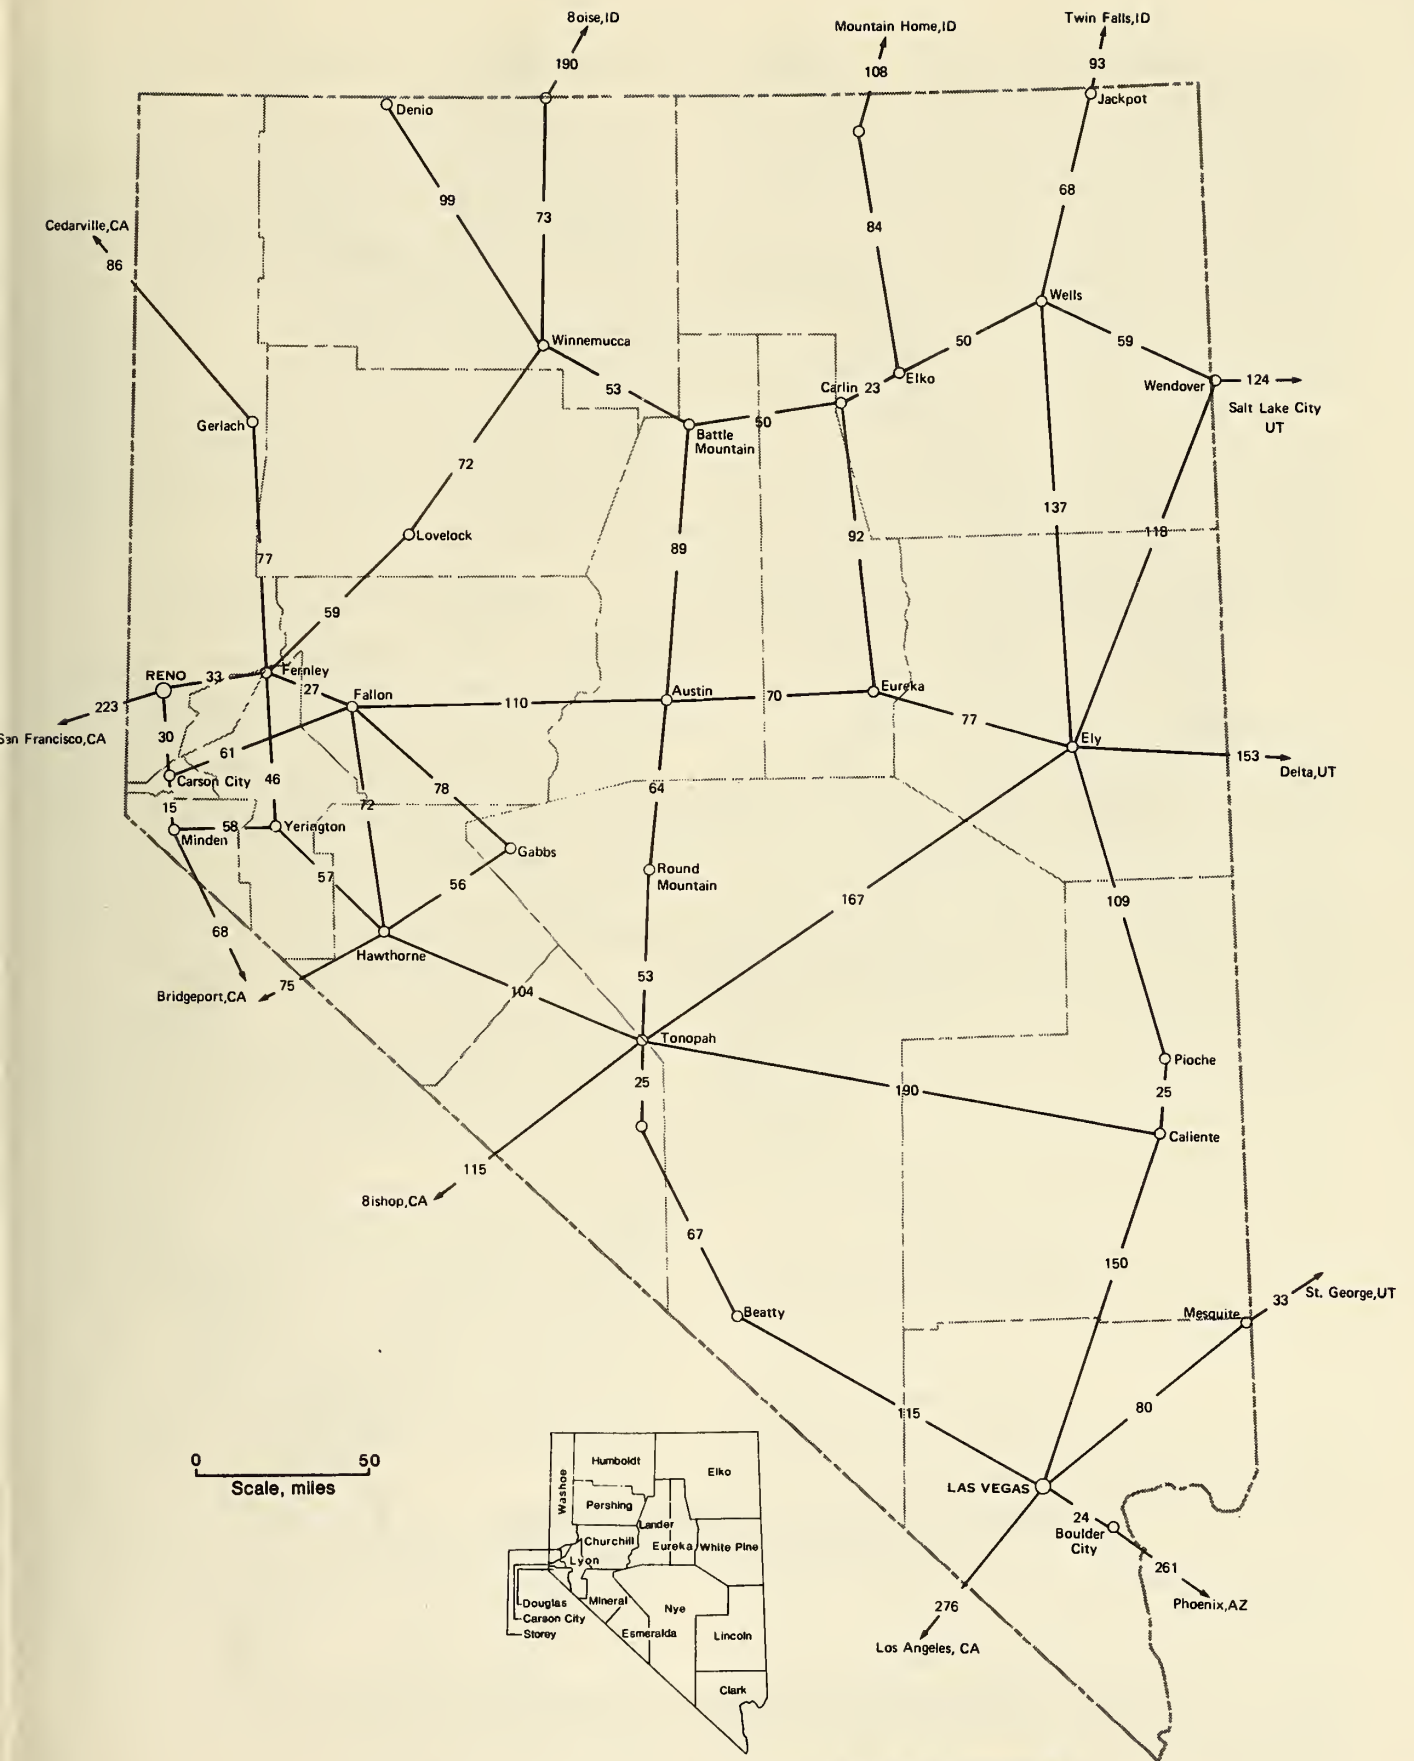 8oise,ID
Mountain Home,ID
Twin Falls,ID
190
108
93
Denio
Jackpot
99
73
84
68
Cedarville,CA
86
Winnemucca
Wells
53
50
59
Carlin 23
Elko
Wendover
124
Salt Lake City
UT
Gerlach
Battle
Mountain
50
72
Lovelock
137
118
77
89
92
59
Fernley
RENO
33
27
Fallon
Austin
Eureka
223
San Francisco,CA
110
70
77
30
61
Ely
153
Delta,UT
Carson City
46
78
72
64
15
58
Minden
Yerington
Gabbs
57
56
Round
Mountain
167
109
68
Hawthorne
Bridgeport,CA
75
104
53
Tonopah
Pioche
25
190
25
Caliente
115
8ishop,CA
67
150
Beatty
Mesquite
33
St. George,UT
115
80
0 50
Scale, miles
LAS VEGAS
24
Boulder
City
261
Phoenix,AZ
276
Los Angeles, CA
Washoe
Humboldt
Elko
Pershing
Lander
Churchill
Eureka
White Pine
Lyon
Douglas
Mineral
Nye
Carson City
Storey
Esmeralda
Lincoln
Clark